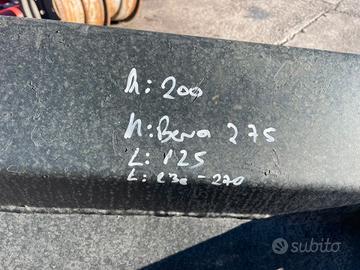 h: 200
h: Bena 275
L: 125
L: 230 - 270
subito